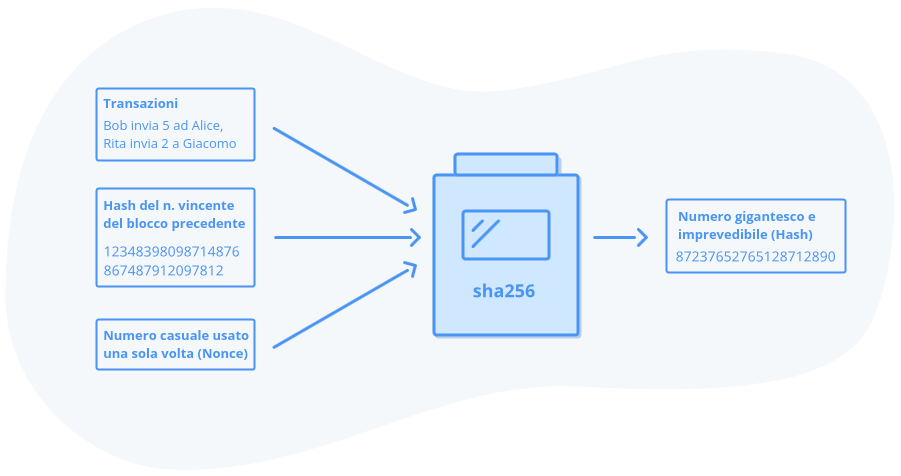 Transazioni
Bob invia 5 ad Alice,
Rita invia 2 a Giacomo
Hash del n. vincente
del blocco precedente
12348398098714876
867487912097812
Numero casuale usato
una sola volta (Nonce)
sha256
Numero gigantesco e
imprevedibile (Hash)
87237652765128712890